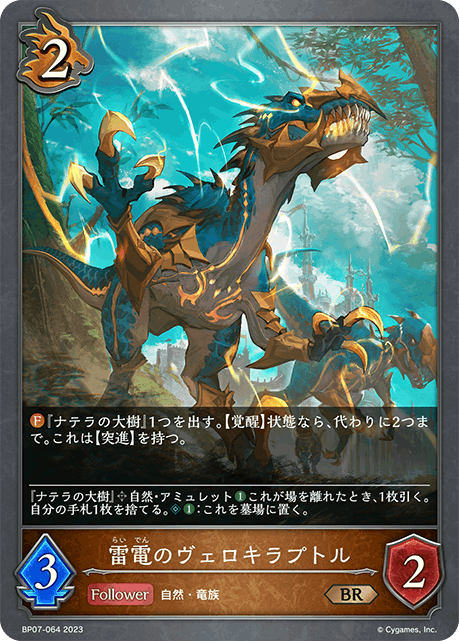 2
F『ナテラの大樹』1つを出す。【覚醒】状態なら、代わりに2つま
で。これは【突進】を持つ。
『ナテラの大樹』自然・アミュレット 1 これが場を離れたとき、1枚引く。
自分の手札1枚を捨てる。1：これを墓場に置く。
らい でん
雷電のヴェロキラプトル
3
Follower 自然・竜族 BR
2
BP07-064 2023 © Cygames, Inc.